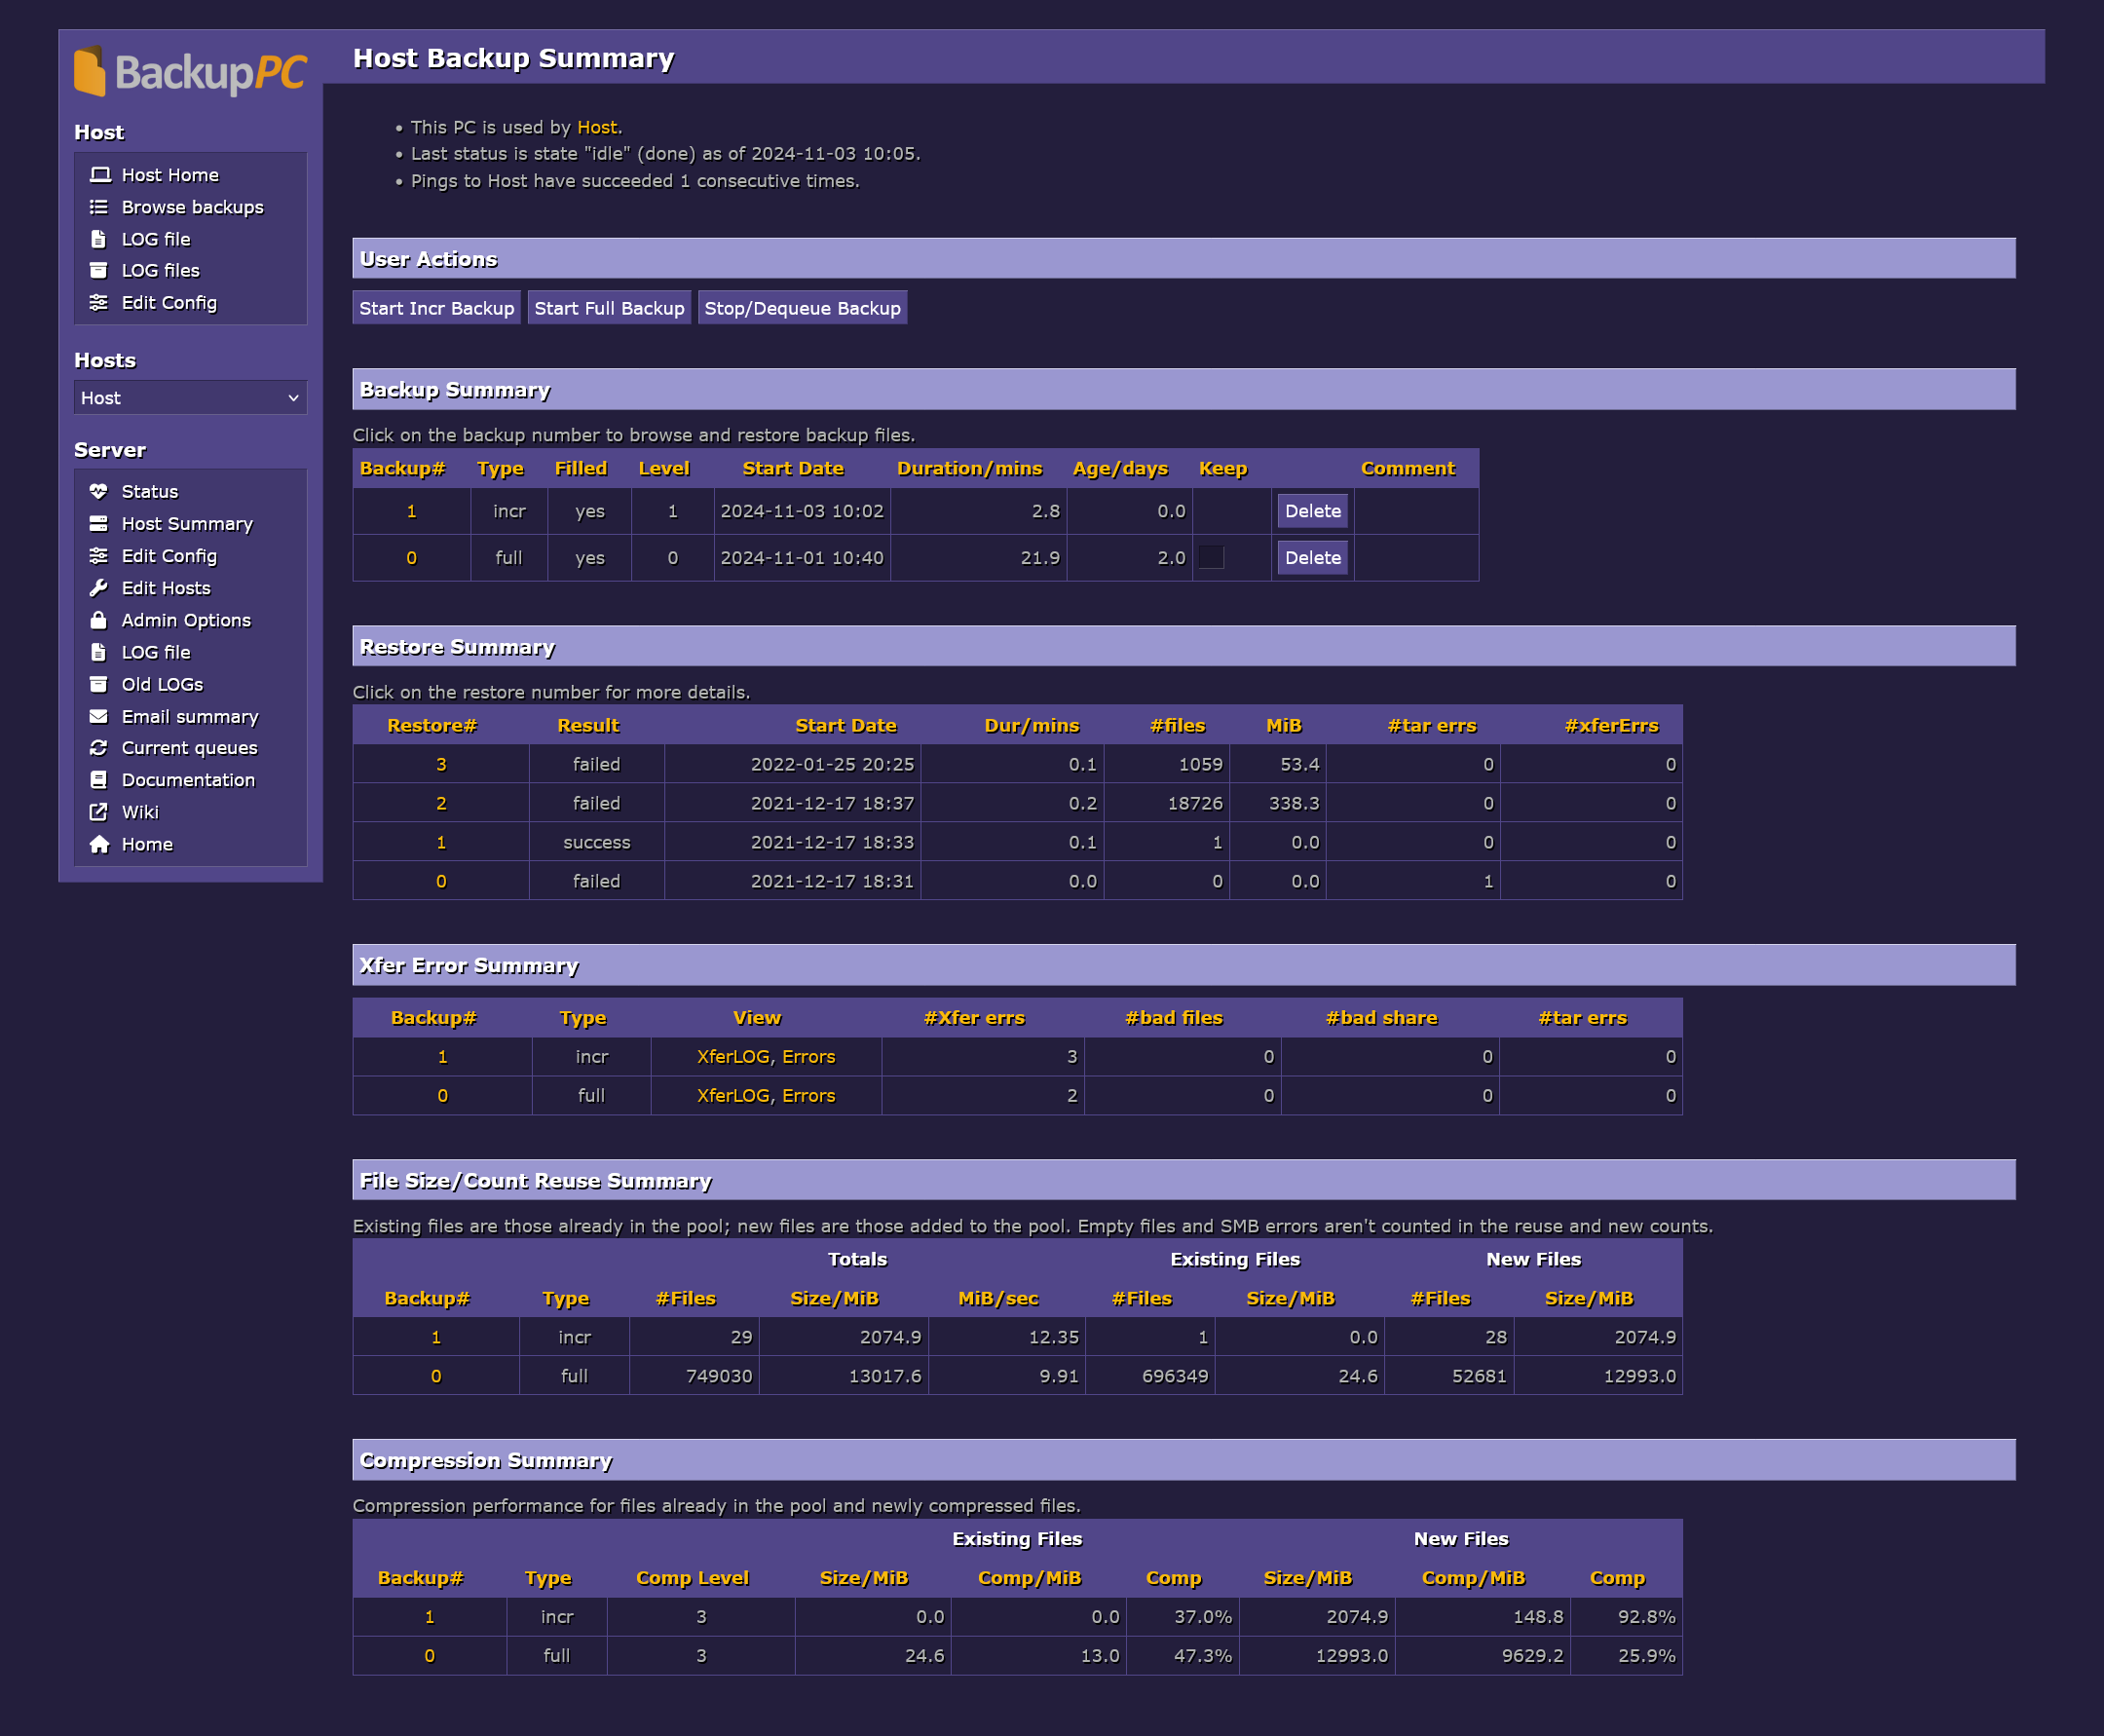 BackupPC
Host
Host Home
Browse backups
LOG file
LOG files
Edit Config
Hosts
Host
Server
Status
Host Summary
Edit Config
Edit Hosts
Admin Options
LOG file
Old LOGs
Email summary
Current queues
Documentation
Wiki
Home
Host Backup Summary
• This PC is used by Host.
• Last status is state "idle" (done) as of 2024-11-03 10:05.
• Pings to Host have succeeded 1 consecutive times.
User Actions
Start Incr Backup Start Full Backup Stop/Dequeue Backup
Backup Summary
Click on the backup number to browse and restore backup files.
Backup# Type Filled Level Start Date Duration/mins Age/days Keep Comment
1 incr yes 1 2024-11-03 10:02 2.8 0.0 Delete
0 full yes 0 2024-11-01 10:40 21.9 2.0 Delete
Restore Summary
Click on the restore number for more details.
Restore# Result Start Date Dur/mins #files MiB #tar errs #xferErrs
3 failed 2022-01-25 20:25 0.1 1059 53.4 0 0
2 failed 2021-12-17 18:37 0.2 18726 338.3 0 0
1 success 2021-12-17 18:33 0.1 1 0.0 0 0
0 failed 2021-12-17 18:31 0.0 0 0.0 1 0
Xfer Error Summary
Backup# Type View #Xfer errs #bad files #bad share #tar errs
1 incr XferLOG, Errors 3 0 0 0
0 full XferLOG, Errors 2 0 0 0
File Size/Count Reuse Summary
Existing files are those already in the pool; new files are those added to the pool. Empty files and SMB errors aren't counted in the reuse and new counts.
Totals Existing Files New Files
Backup# Type #Files Size/MiB MiB/sec #Files Size/MiB #Files Size/MiB
1 incr 29 2074.9 12.35 1 0.0 28 2074.9
0 full 749030 13017.6 9.91 696349 24.6 52681 12993.0
Compression Summary
Compression performance for files already in the pool and newly compressed files.
Existing Files New Files
Backup# Type Comp Level Size/MiB Comp/MiB Comp Size/MiB Comp/MiB Comp
1 incr 3 0.0 0.0 37.0% 2074.9 148.8 92.8%
0 full 3 24.6 13.0 47.3% 12993.0 9629.2 25.9%